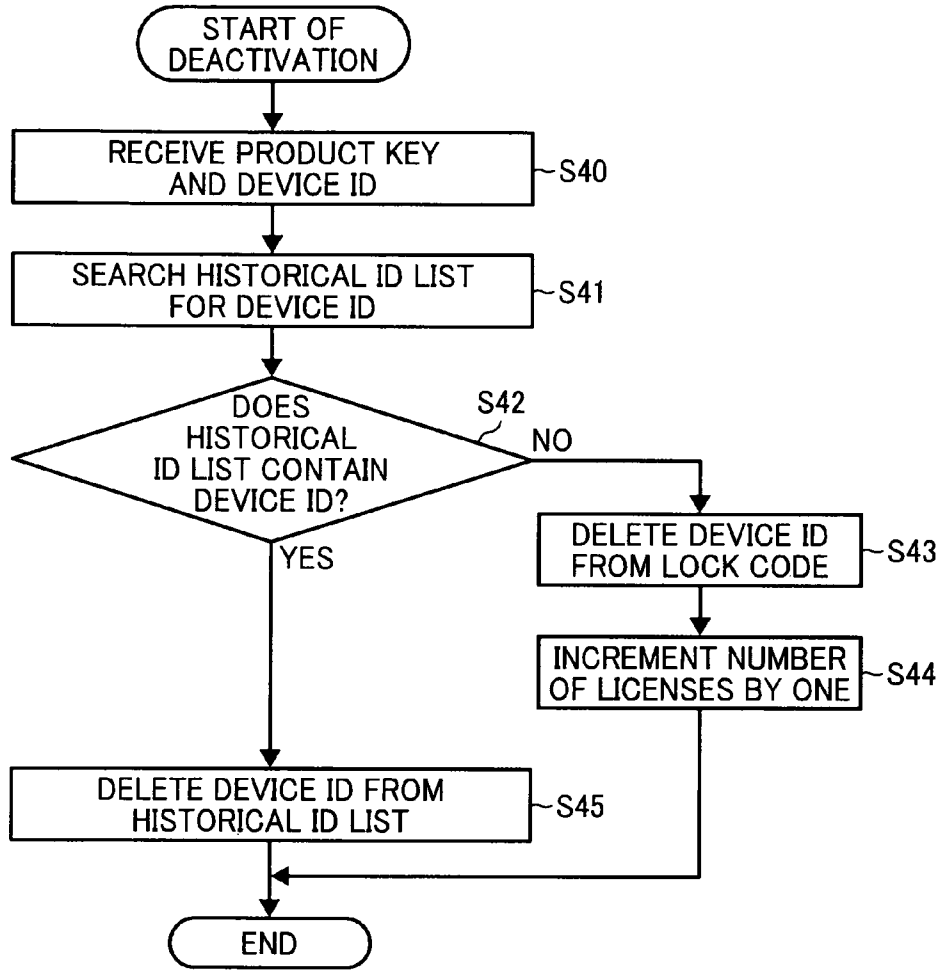 START OF
DEACTIVATION
RECEIVE PRODUCT KEY
AND DEVICE ID
S40
SEARCH HISTORICAL ID LIST
FOR DEVICE ID
S41
DOES
HISTORICAL
ID LIST CONTAIN
DEVICE ID?
S42
NO
YES
DELETE DEVICE ID
FROM LOCK CODE
S43
INCREMENT NUMBER
OF LICENSES BY ONE
S44
DELETE DEVICE ID FROM
HISTORICAL ID LIST
S45
END